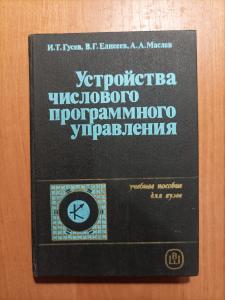 И.Т. Гусев, В.Г. Елисеев, А.А. Маслов
Устройства
числового
программного
управления
учебное пособие
для вузов